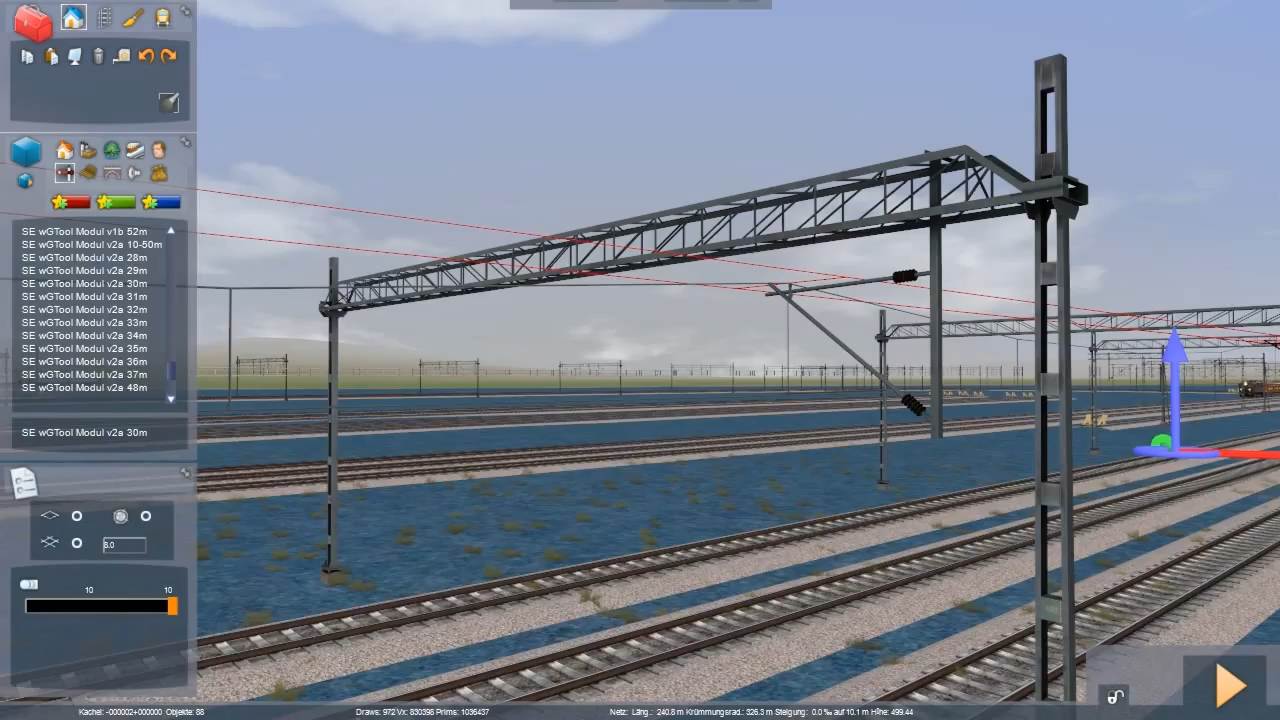 SE wGTool Modul v1b 52m
SE wGTool Modul v2a 10-50m
SE wGTool Modul v2a 28m
SE wGTool Modul v2a 29m
SE wGTool Modul v2a 30m
SE wGTool Modul v2a 31m
SE wGTool Modul v2a 32m
SE wGTool Modul v2a 33m
SE wGTool Modul v2a 34m
SE wGTool Modul v2a 35m
SE wGTool Modul v2a 36m
SE wGTool Modul v2a 37m
SE wGTool Modul v2a 48m
SE wGTool Modul v2a 30m
8.0
10 10
Kachel: -000002+000000 Objekte: 88 Draws: 972 Vx: 830398 Prims: 1036437 Netz: Läng.: 240.8 m Krümmungsrad.: 326.3 m Steigung: 0.0 ‰ auf 10.1 m Höhe: 499.44